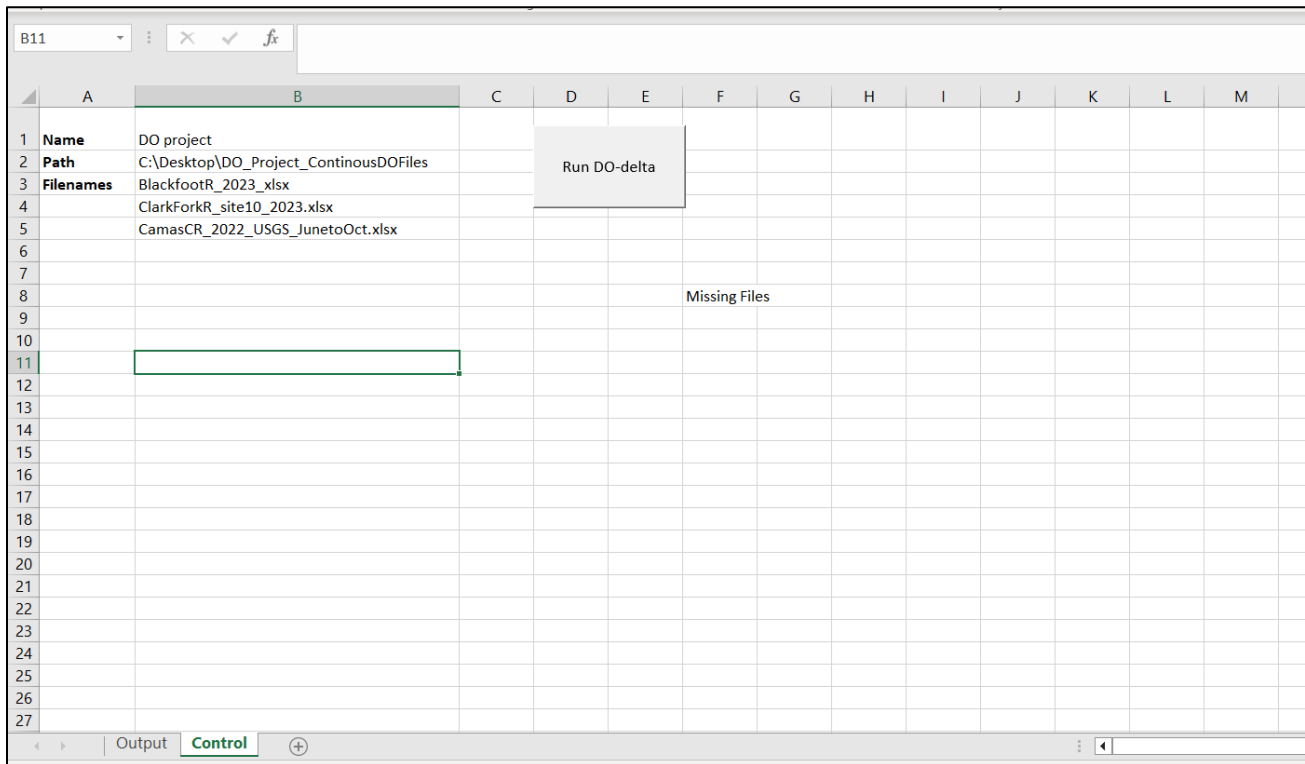 B11 fx
A B C D E F G H I J K L M
1 Name DO project
2 Path C:\Desktop\DO_Project_ContinousDOFiles
Run DO-delta
3 Filenames BlackfootR_2023_xlsx
4 ClarkForkR_site10_2023.xlsx
5 CamasCR_2022_USGS_JunetoOct.xlsx
6
7
8 Missing Files
9
10
11
12
13
14
15
16
17
18
19
20
21
22
23
24
25
26
27
Output Control